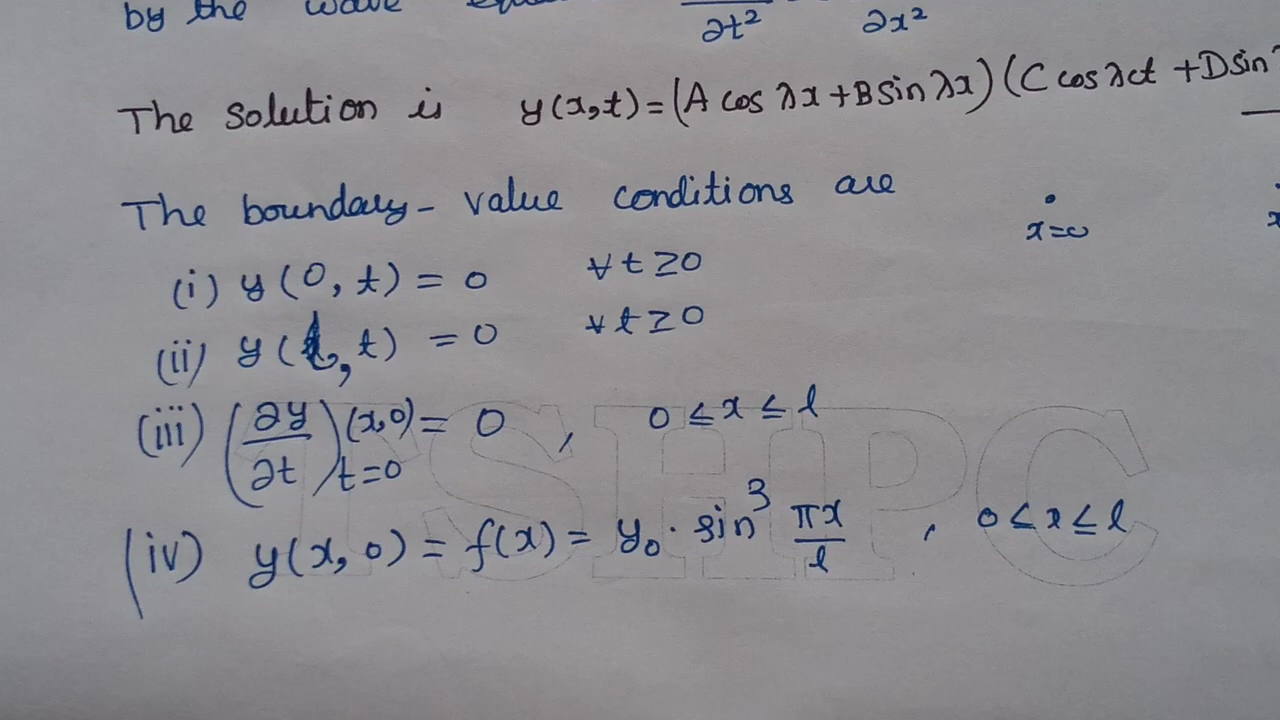 by the wave
∂t² ∂x²
The solution is y(x,t)=(A cos λx+B sin λx)(C cos λct +D sin
The boundary- value conditions are
x=0
(i) y(0,t) = 0 ∀ t ≥0
(ii) y(l,t) = 0 ∀ t ≥0
(iii) (∂y/∂t)(x,0) t=0 = 0 , 0 ≤ x ≤ l
(iv) y(x,0) = f(x) = y₀ · sin³ πx/l , 0 ≤ x ≤ l